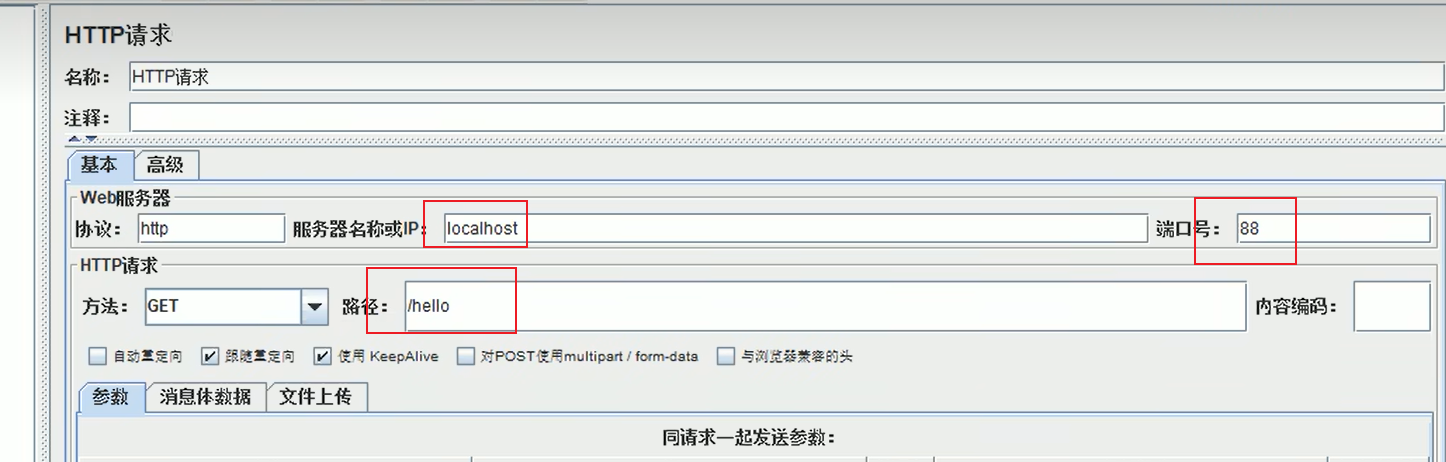 HTTP请求
名称： HTTP请求
注释：
基本 高级
Web服务器
协议： http 服务器名称或IP： localhost 端口号： 88
HTTP请求
方法： GET 路径： /hello 内容编码：
自动重定向 跟随重定向 使用 KeepAlive 对POST使用multipart / form-data 与浏览器兼容的头
参数 消息体数据 文件上传
同请求一起发送参数：